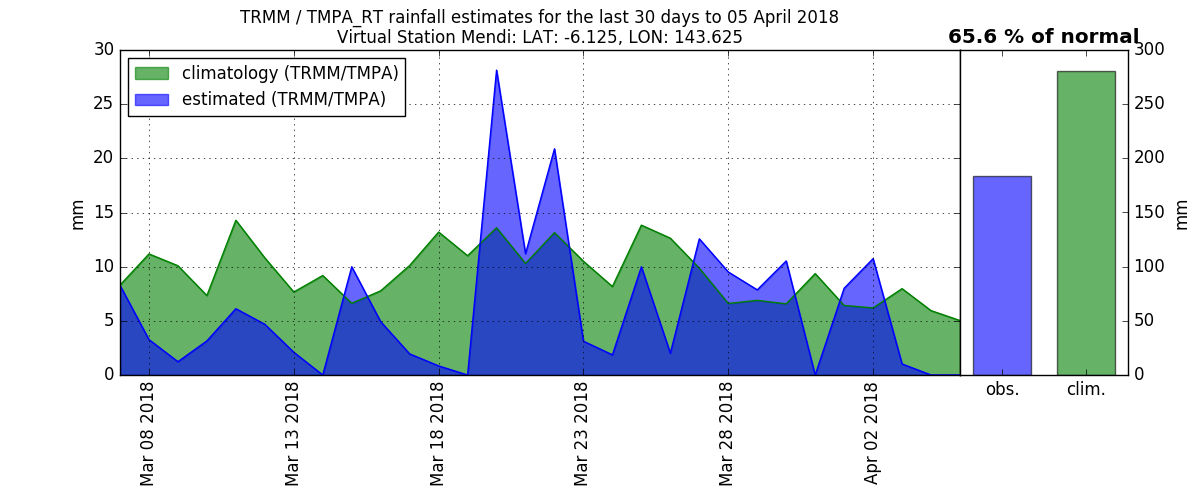 TRMM / TMPA_RT rainfall estimates for the last 30 days to 05 April 2018
Virtual Station Mendi: LAT: -6.125, LON: 143.625
65.6 % of normal
climatology (TRMM/TMPA)
estimated (TRMM/TMPA)
30
25
20
15
10
5
0
mm
Mar 08 2018
Mar 13 2018
Mar 18 2018
Mar 23 2018
Mar 28 2018
Apr 02 2018
300
250
200
150
100
50
0
mm
obs.
clim.